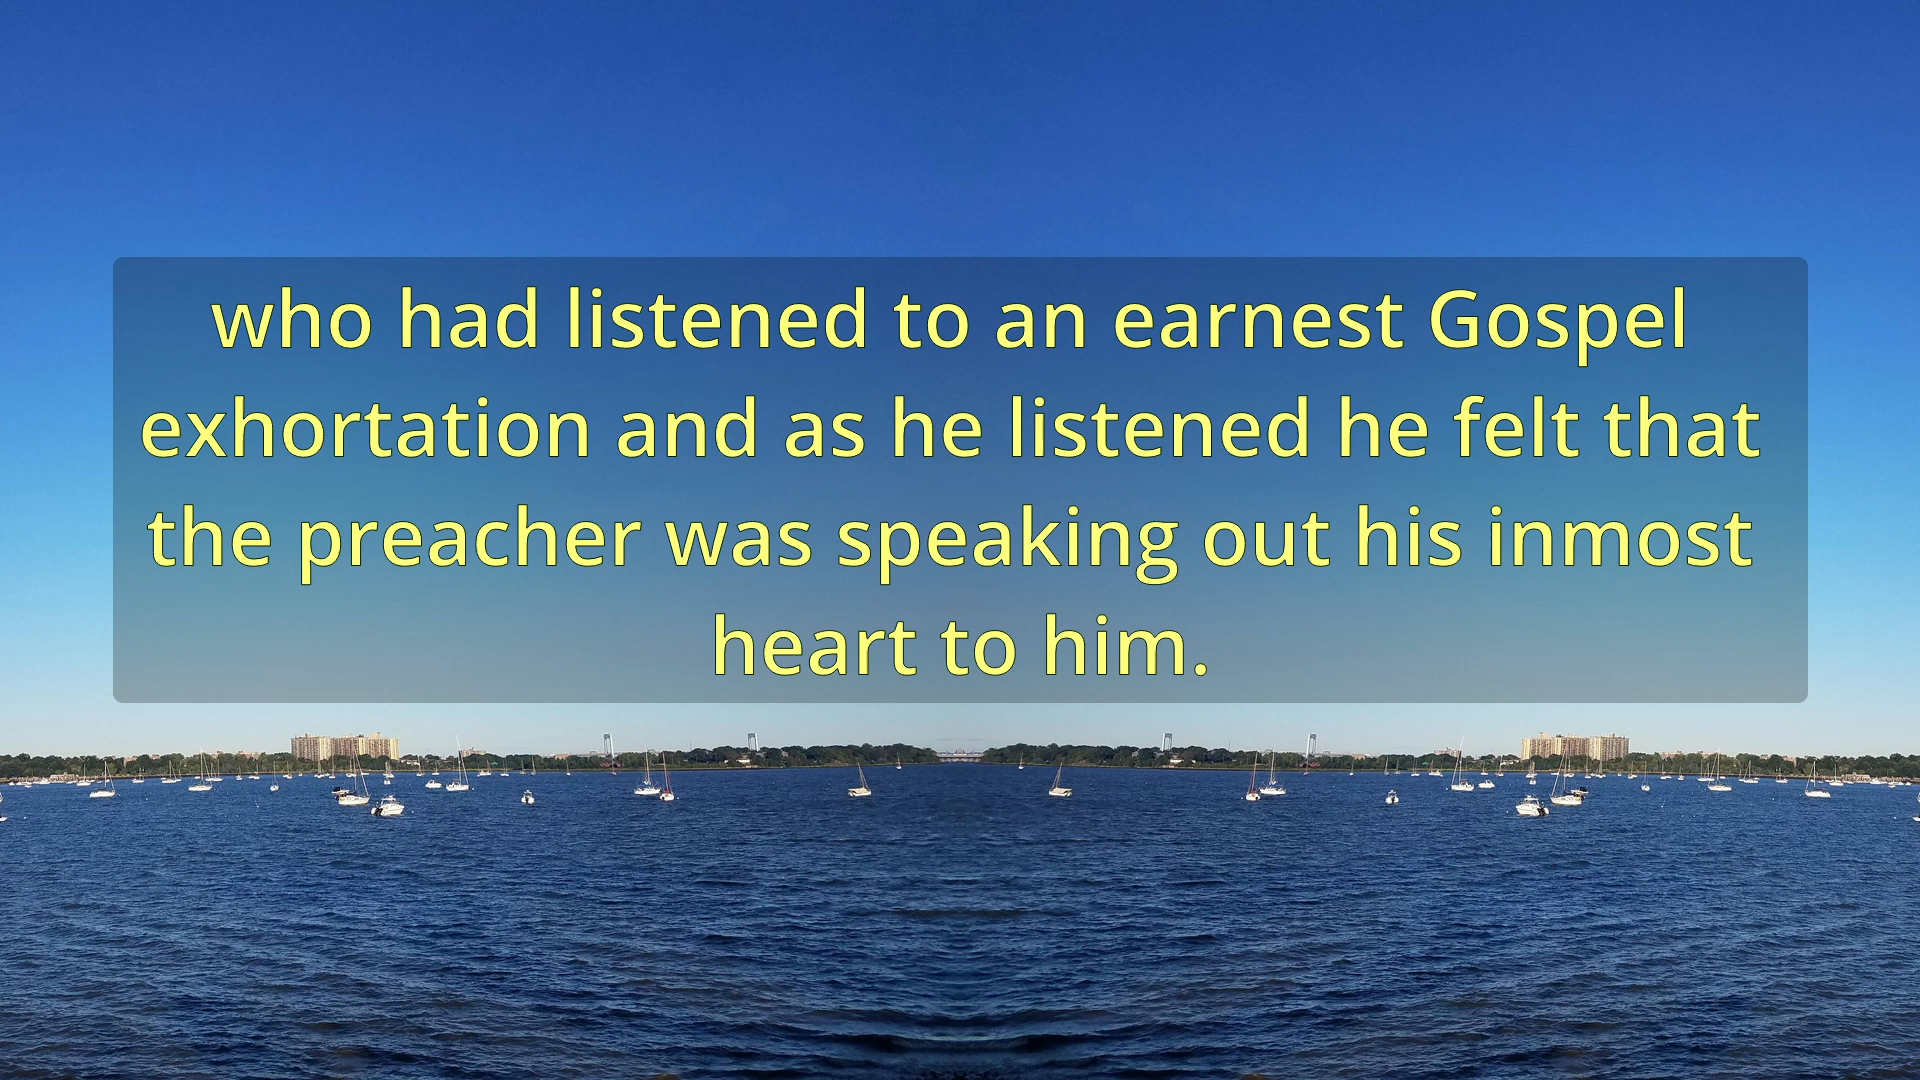 who had listened to an earnest Gospel
exhortation and as he listened he felt that
the preacher was speaking out his inmost
heart to him.